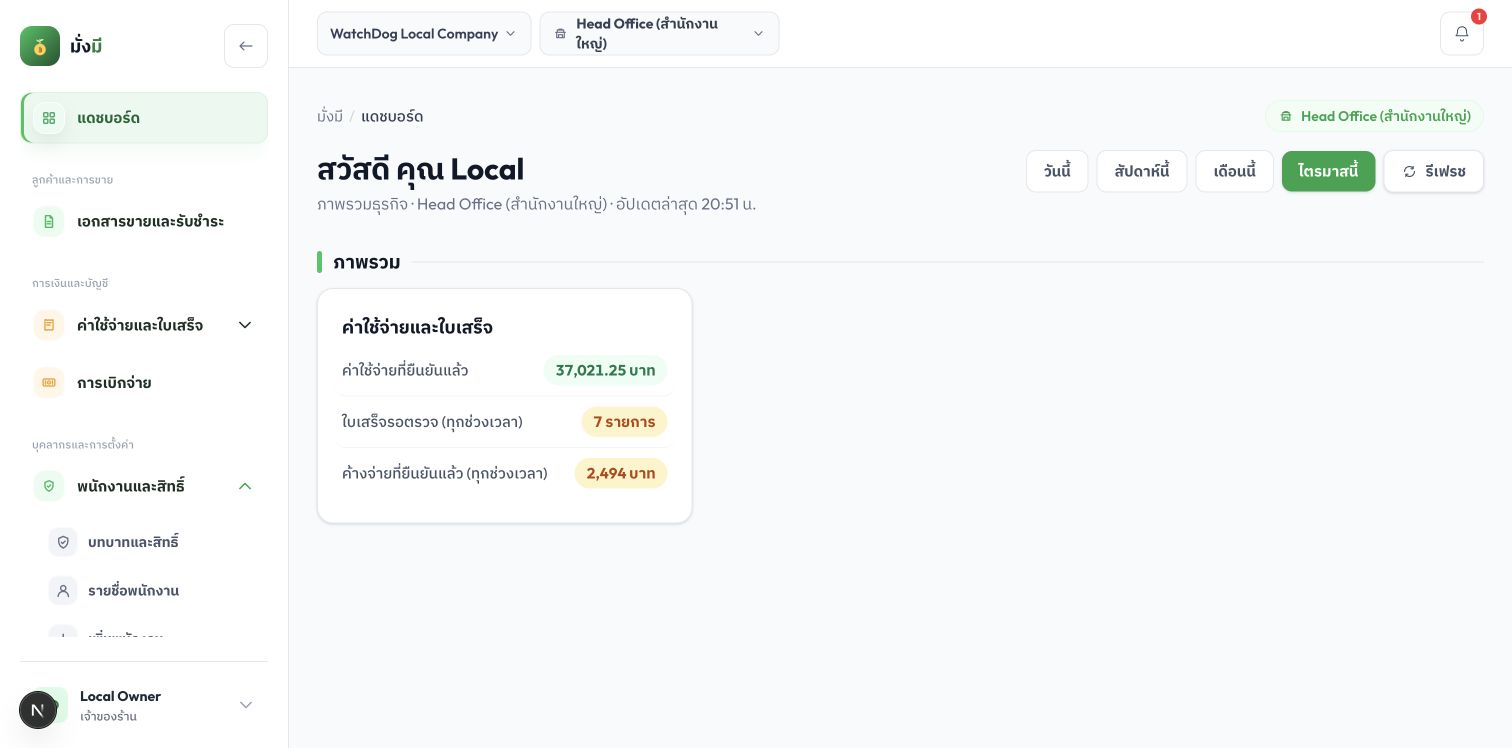 มั่งมี
WatchDog Local Company
Head Office (สำนักงาน
ใหญ่)
1
แดชบอร์ด
ลูกค้าและการขาย
เอกสารขายและรับชำระ
การเงินและบัญชี
ค่าใช้จ่ายและใบเสร็จ
การเบิกจ่าย
บุคลากรและการตั้งค่า
พนักงานและสิทธิ์
บทบาทและสิทธิ์
รายชื่อพนักงาน
Local Owner
เจ้าของร้าน
N
มั่งมี / แดชบอร์ด
Head Office (สำนักงานใหญ่)
สวัสดี คุณ Local
วันนี้
สัปดาห์นี้
เดือนนี้
ไตรมาสนี้
รีเฟรช
ภาพรวมธุรกิจ · Head Office (สำนักงานใหญ่) · อัปเดตล่าสุด 20:51 น.
ภาพรวม
ค่าใช้จ่ายและใบเสร็จ
ค่าใช้จ่ายที่ยืนยันแล้ว 37,021.25 บาท
ใบเสร็จรอตรวจ (ทุกช่วงเวลา) 7 รายการ
ค้างจ่ายที่ยืนยันแล้ว (ทุกช่วงเวลา) 2,494 บาท